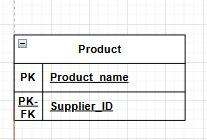 Product
PK Product_name
PK-
FK Supplier_ID